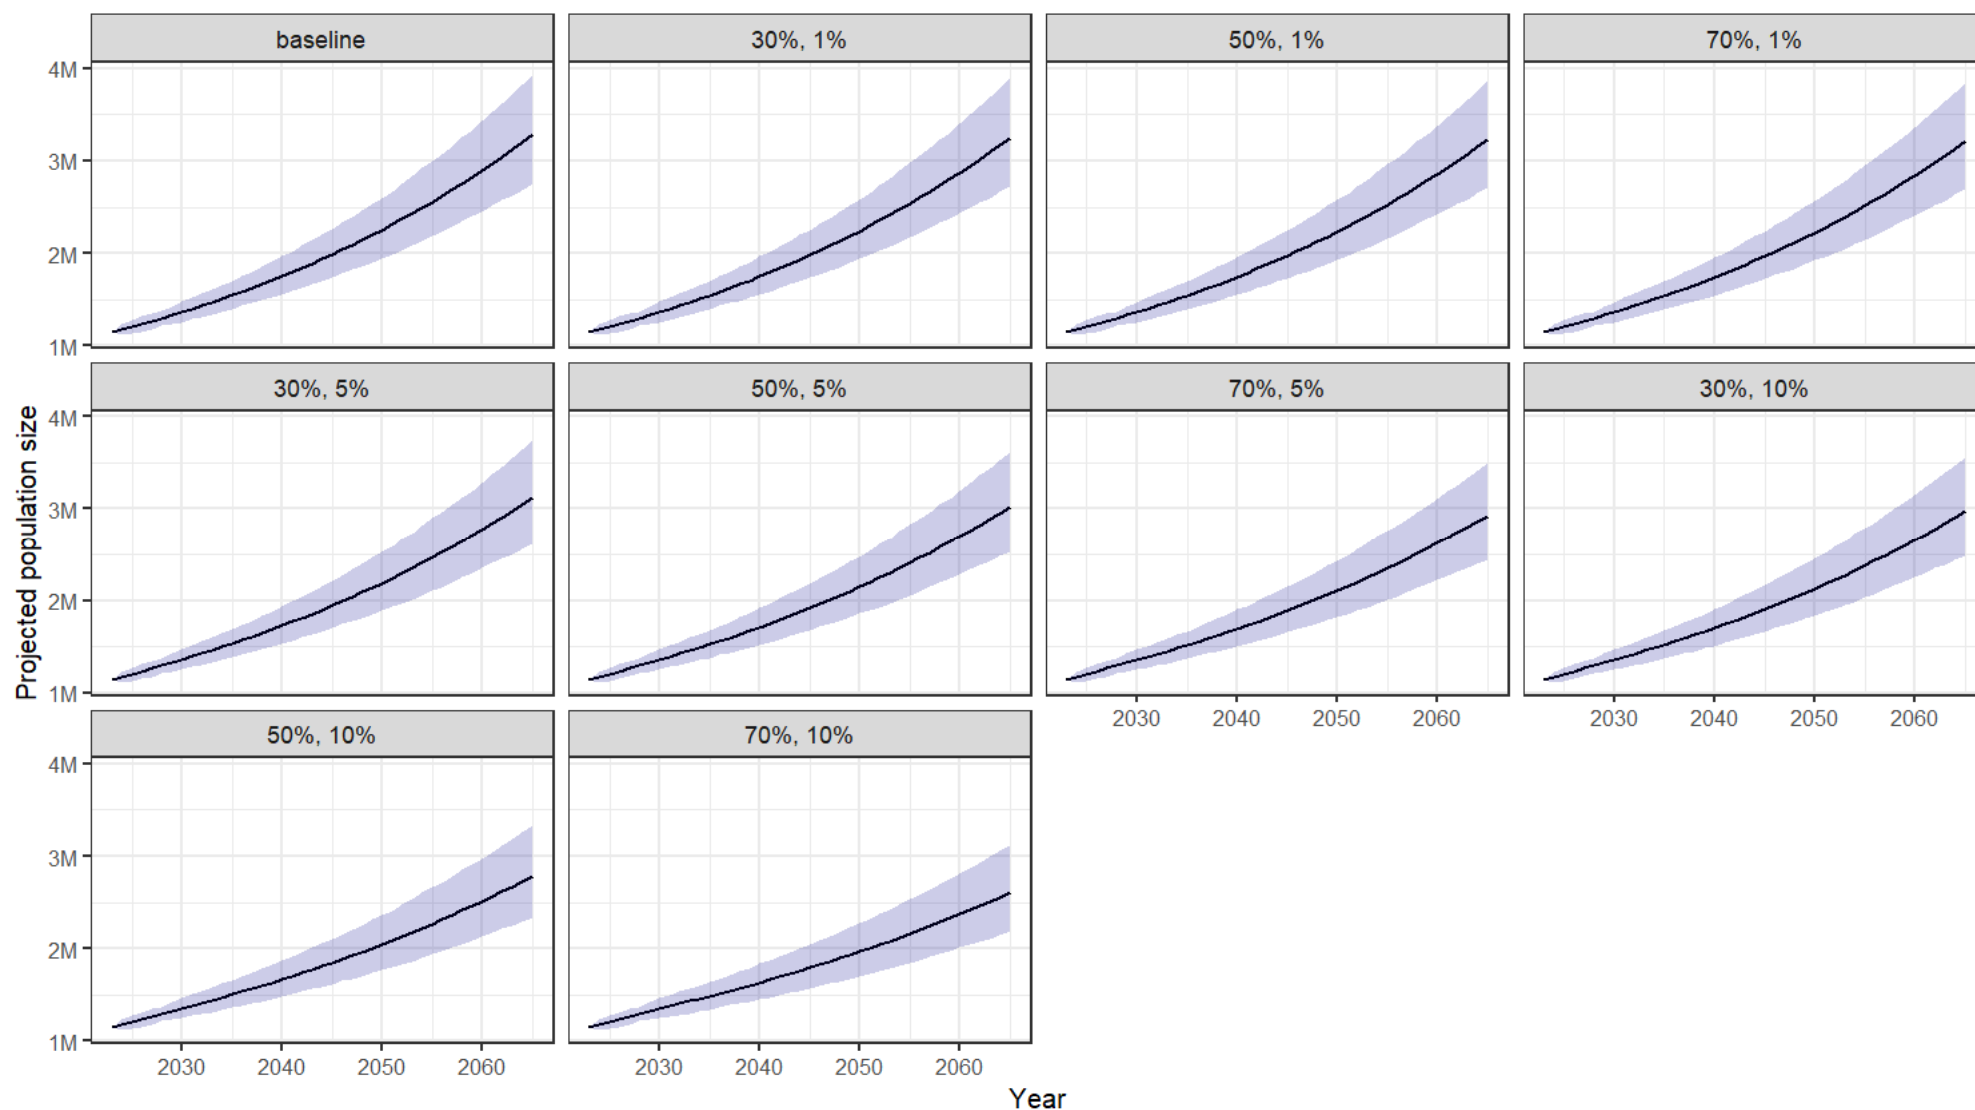 baseline
30%, 1%
50%, 1%
70%, 1%
4M
3M
2M
1M
30%, 5%
50%, 5%
70%, 5%
30%, 10%
4M
3M
2M
1M
2030 2040 2050 2060
2030 2040 2050 2060
50%, 10%
70%, 10%
4M
3M
2M
1M
2030 2040 2050 2060
2030 2040 2050 2060
Projected population size
Year